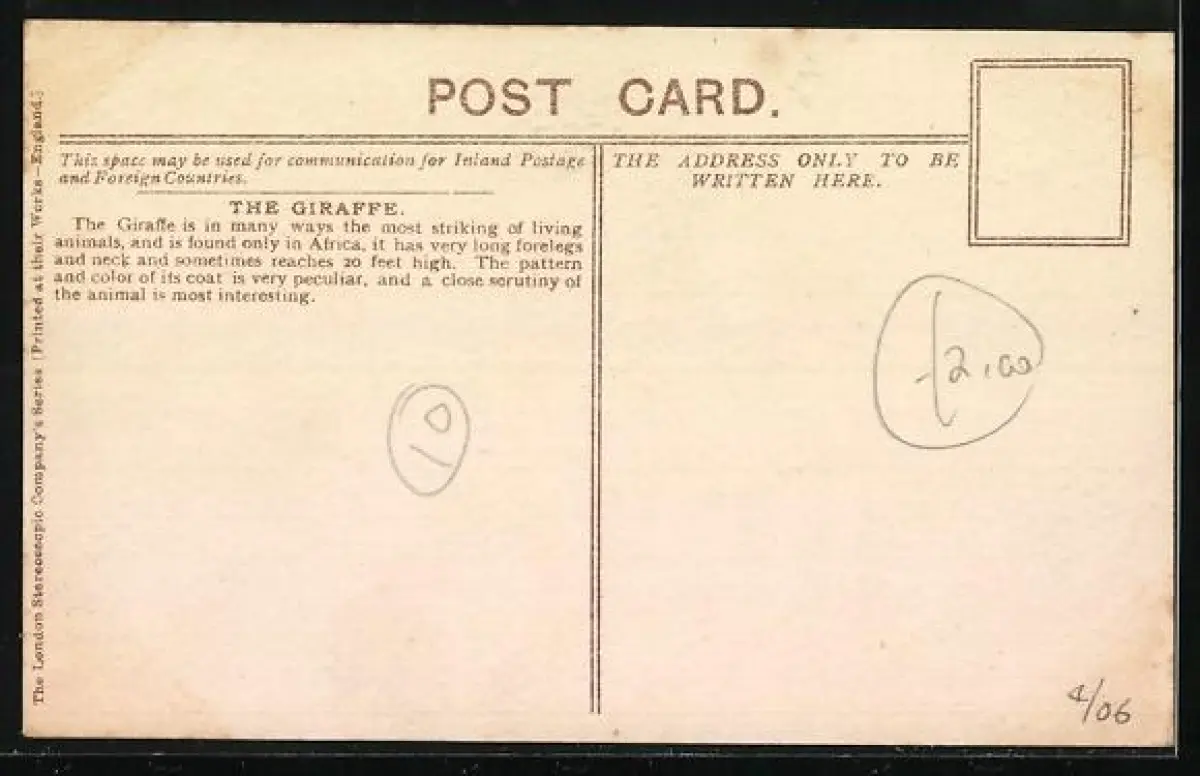 POST CARD.
This space may be used for communication for Inland Postage
and Foreign Countries.
THE GIRAFFE.
The Giraffe is in many ways the most striking of living
animals, and is found only in Africa, it has very long forelegs
and neck and sometimes reaches 20 feet high. The pattern
and color of its coat is very peculiar, and a close scrutiny of
the animal is most interesting.
THE ADDRESS ONLY TO BE
WRITTEN HERE.
The London Stereoscopic Company's Series (Printed at their Works—England.)
2.00
4/06